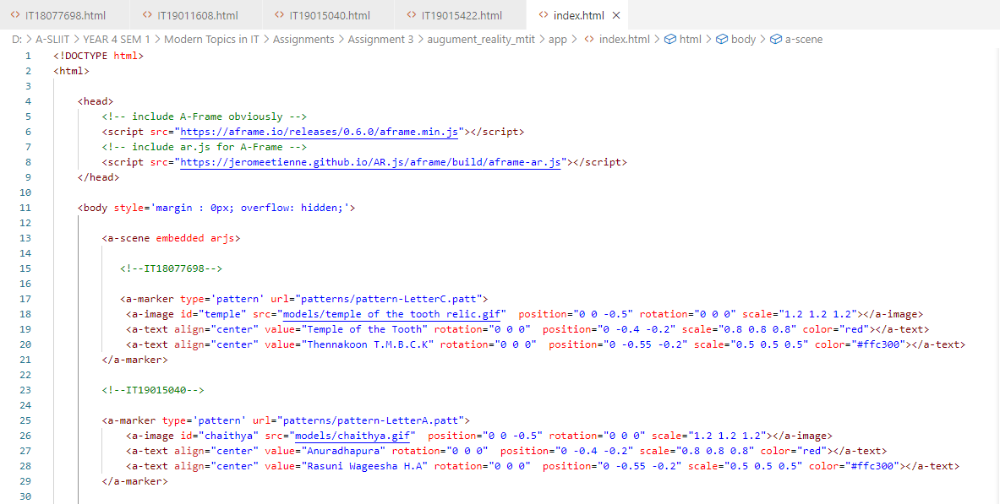 IT18077698.html IT19011608.html IT19015040.html IT19015422.html index.html ×
D: > A-SLIIT > YEAR 4 SEM 1 > Modern Topics in IT > Assignments > Assignment 3 > augument_reality_mtit > app > index.html > html > body > a-scene
1 <!DOCTYPE html>
2 <html>
3
4 <head>
5 <!-- include A-Frame obviously -->
6 <script src="https://aframe.io/releases/0.6.0/aframe.min.js"></script>
7 <!-- include ar.js for A-Frame -->
8 <script src="https://jeromeetienne.github.io/AR.js/aframe/build/aframe-ar.js"></script>
9 </head>
10
11 <body style='margin : 0px; overflow: hidden;'>
12
13 <a-scene embedded arjs>
14
15 <!--IT18077698-->
16
17 <a-marker type='pattern' url="patterns/pattern-LetterC.patt">
18 <a-image id="temple" src="models/temple of the tooth relic.gif"  position="0 0 -0.5" rotation="0 0 0" scale="1.2 1.2 1.2"></a-image>
19 <a-text align="center" value="Temple of the Tooth" rotation="0 0 0"  position="0 -0.4 -0.2" scale="0.8 0.8 0.8" color="red"></a-text>
20 <a-text align="center" value="Thennakoon T.M.B.C.K" rotation="0 0 0"  position="0 -0.55 -0.2" scale="0.5 0.5 0.5" color="#ffc300"></a-text>
21 </a-marker>
22
23 <!--IT19015040-->
24
25 <a-marker type='pattern' url="patterns/pattern-LetterA.patt">
26 <a-image id="chaithya" src="models/chaithya.gif"  position="0 0 -0.5" rotation="0 0 0" scale="1.2 1.2 1.2"></a-image>
27 <a-text align="center" value="Anuradhapura" rotation="0 0 0"  position="0 -0.4 -0.2" scale="0.8 0.8 0.8" color="red"></a-text>
28 <a-text align="center" value="Rasuni Wageesha H.A" rotation="0 0 0"  position="0 -0.55 -0.2" scale="0.5 0.5 0.5" color="#ffc300"></a-text>
29 </a-marker>
30